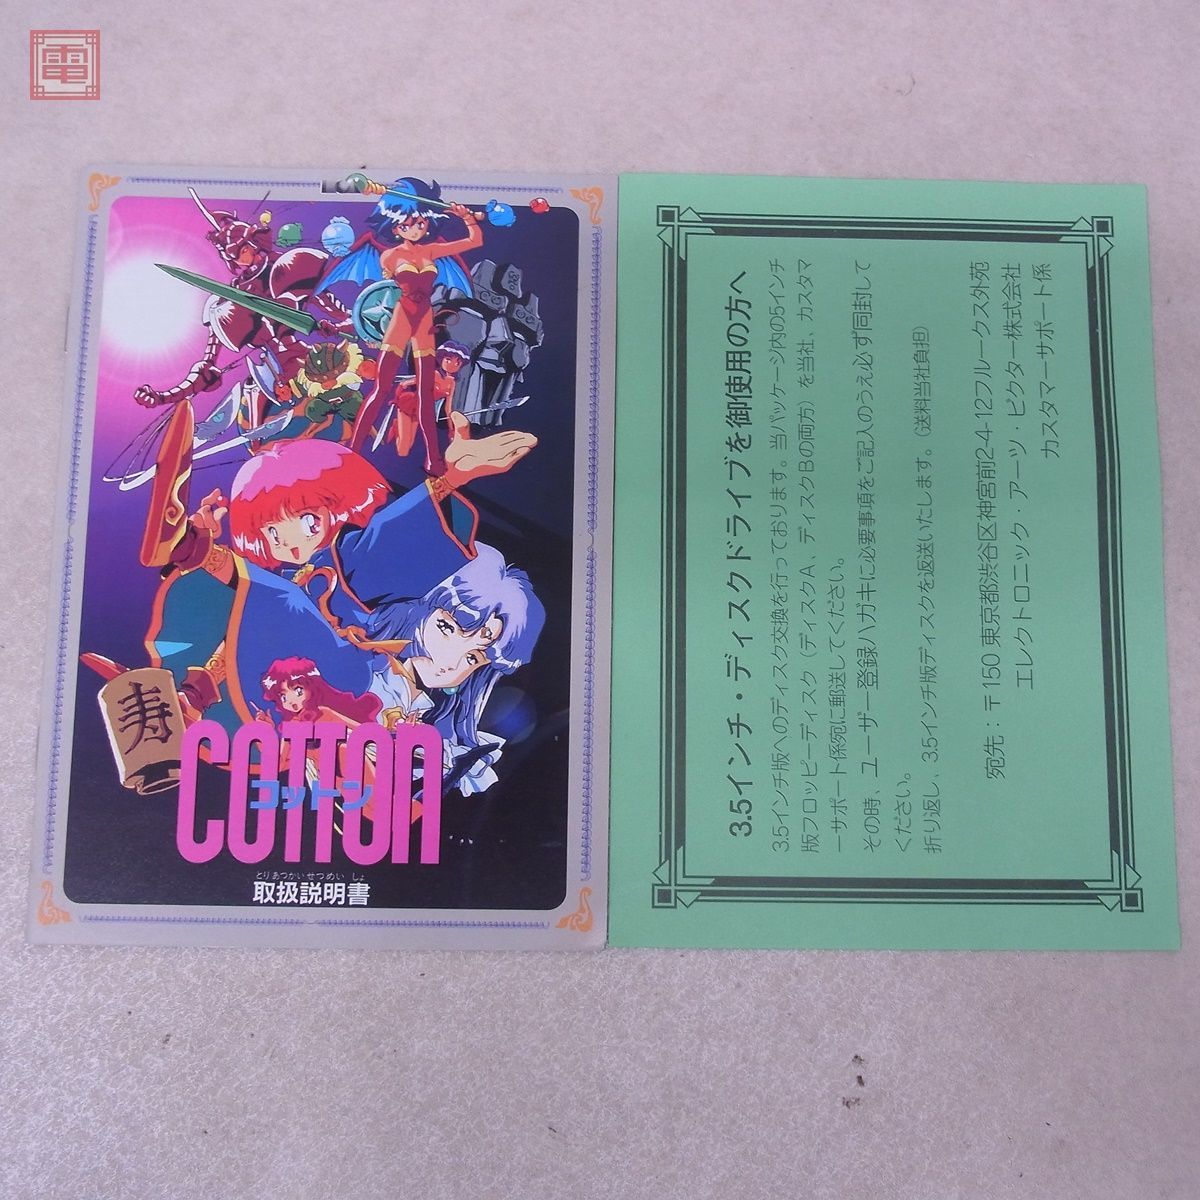 電
寿
COTTON
コットン
とりあつかいせつめいしょ
取扱説明書
3.5インチ・ディスクドライブを御使用の方へ
3.5インチ版へのディスク交換を行っております。当パッケージ内の5インチ
版フロッピーディスク（ディスクA、ディスクBの両方）を当社、カスタマ
ーサポート係宛に郵送してください。
その時、ユーザー登録ハガキに必要事項をご記入のうえ必ず同封して
ください。
折り返し、3.5インチ版ディスクを返送いたします。（送料当社負担）
宛先：〒150 東京都渋谷区神宮前2-4-12フルークス外苑
エレクトロニック・アーツ・ビクター株式会社
カスタマーサポート係